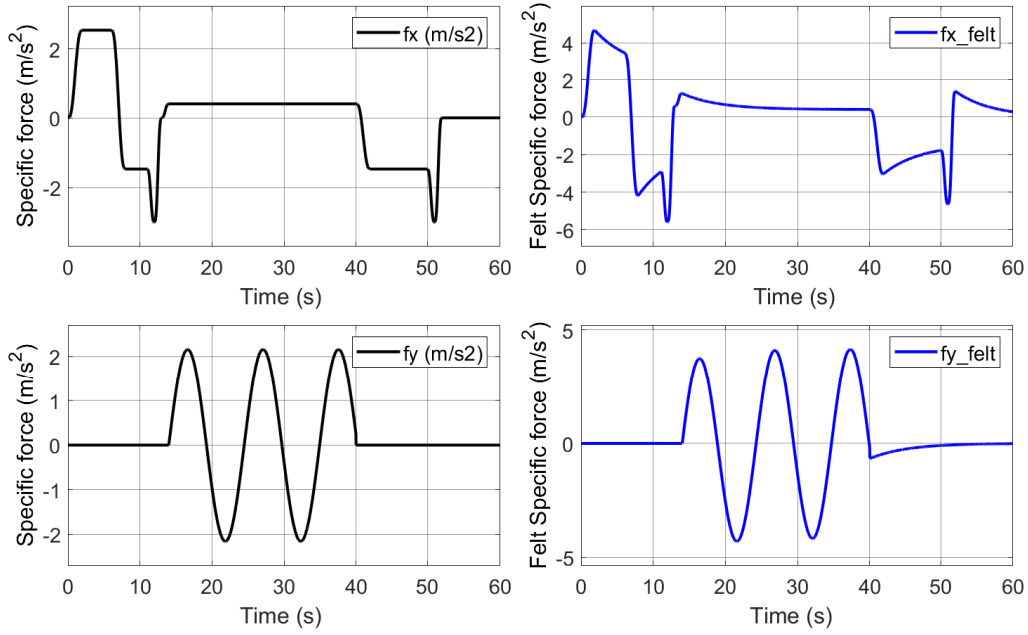 fx (m/s2)
Specific force (m/s²)
2
0
-2
0 10 20 30 40 50 60
Time (s)
fx_felt
Felt Specific force (m/s²)
4
2
0
-2
-4
-6
0 10 20 30 40 50 60
Time (s)
fy (m/s2)
Specific force (m/s²)
2
1
0
-1
-2
0 10 20 30 40 50 60
Time (s)
fy_felt
Felt Specific force (m/s²)
5
0
-5
0 10 20 30 40 50 60
Time (s)